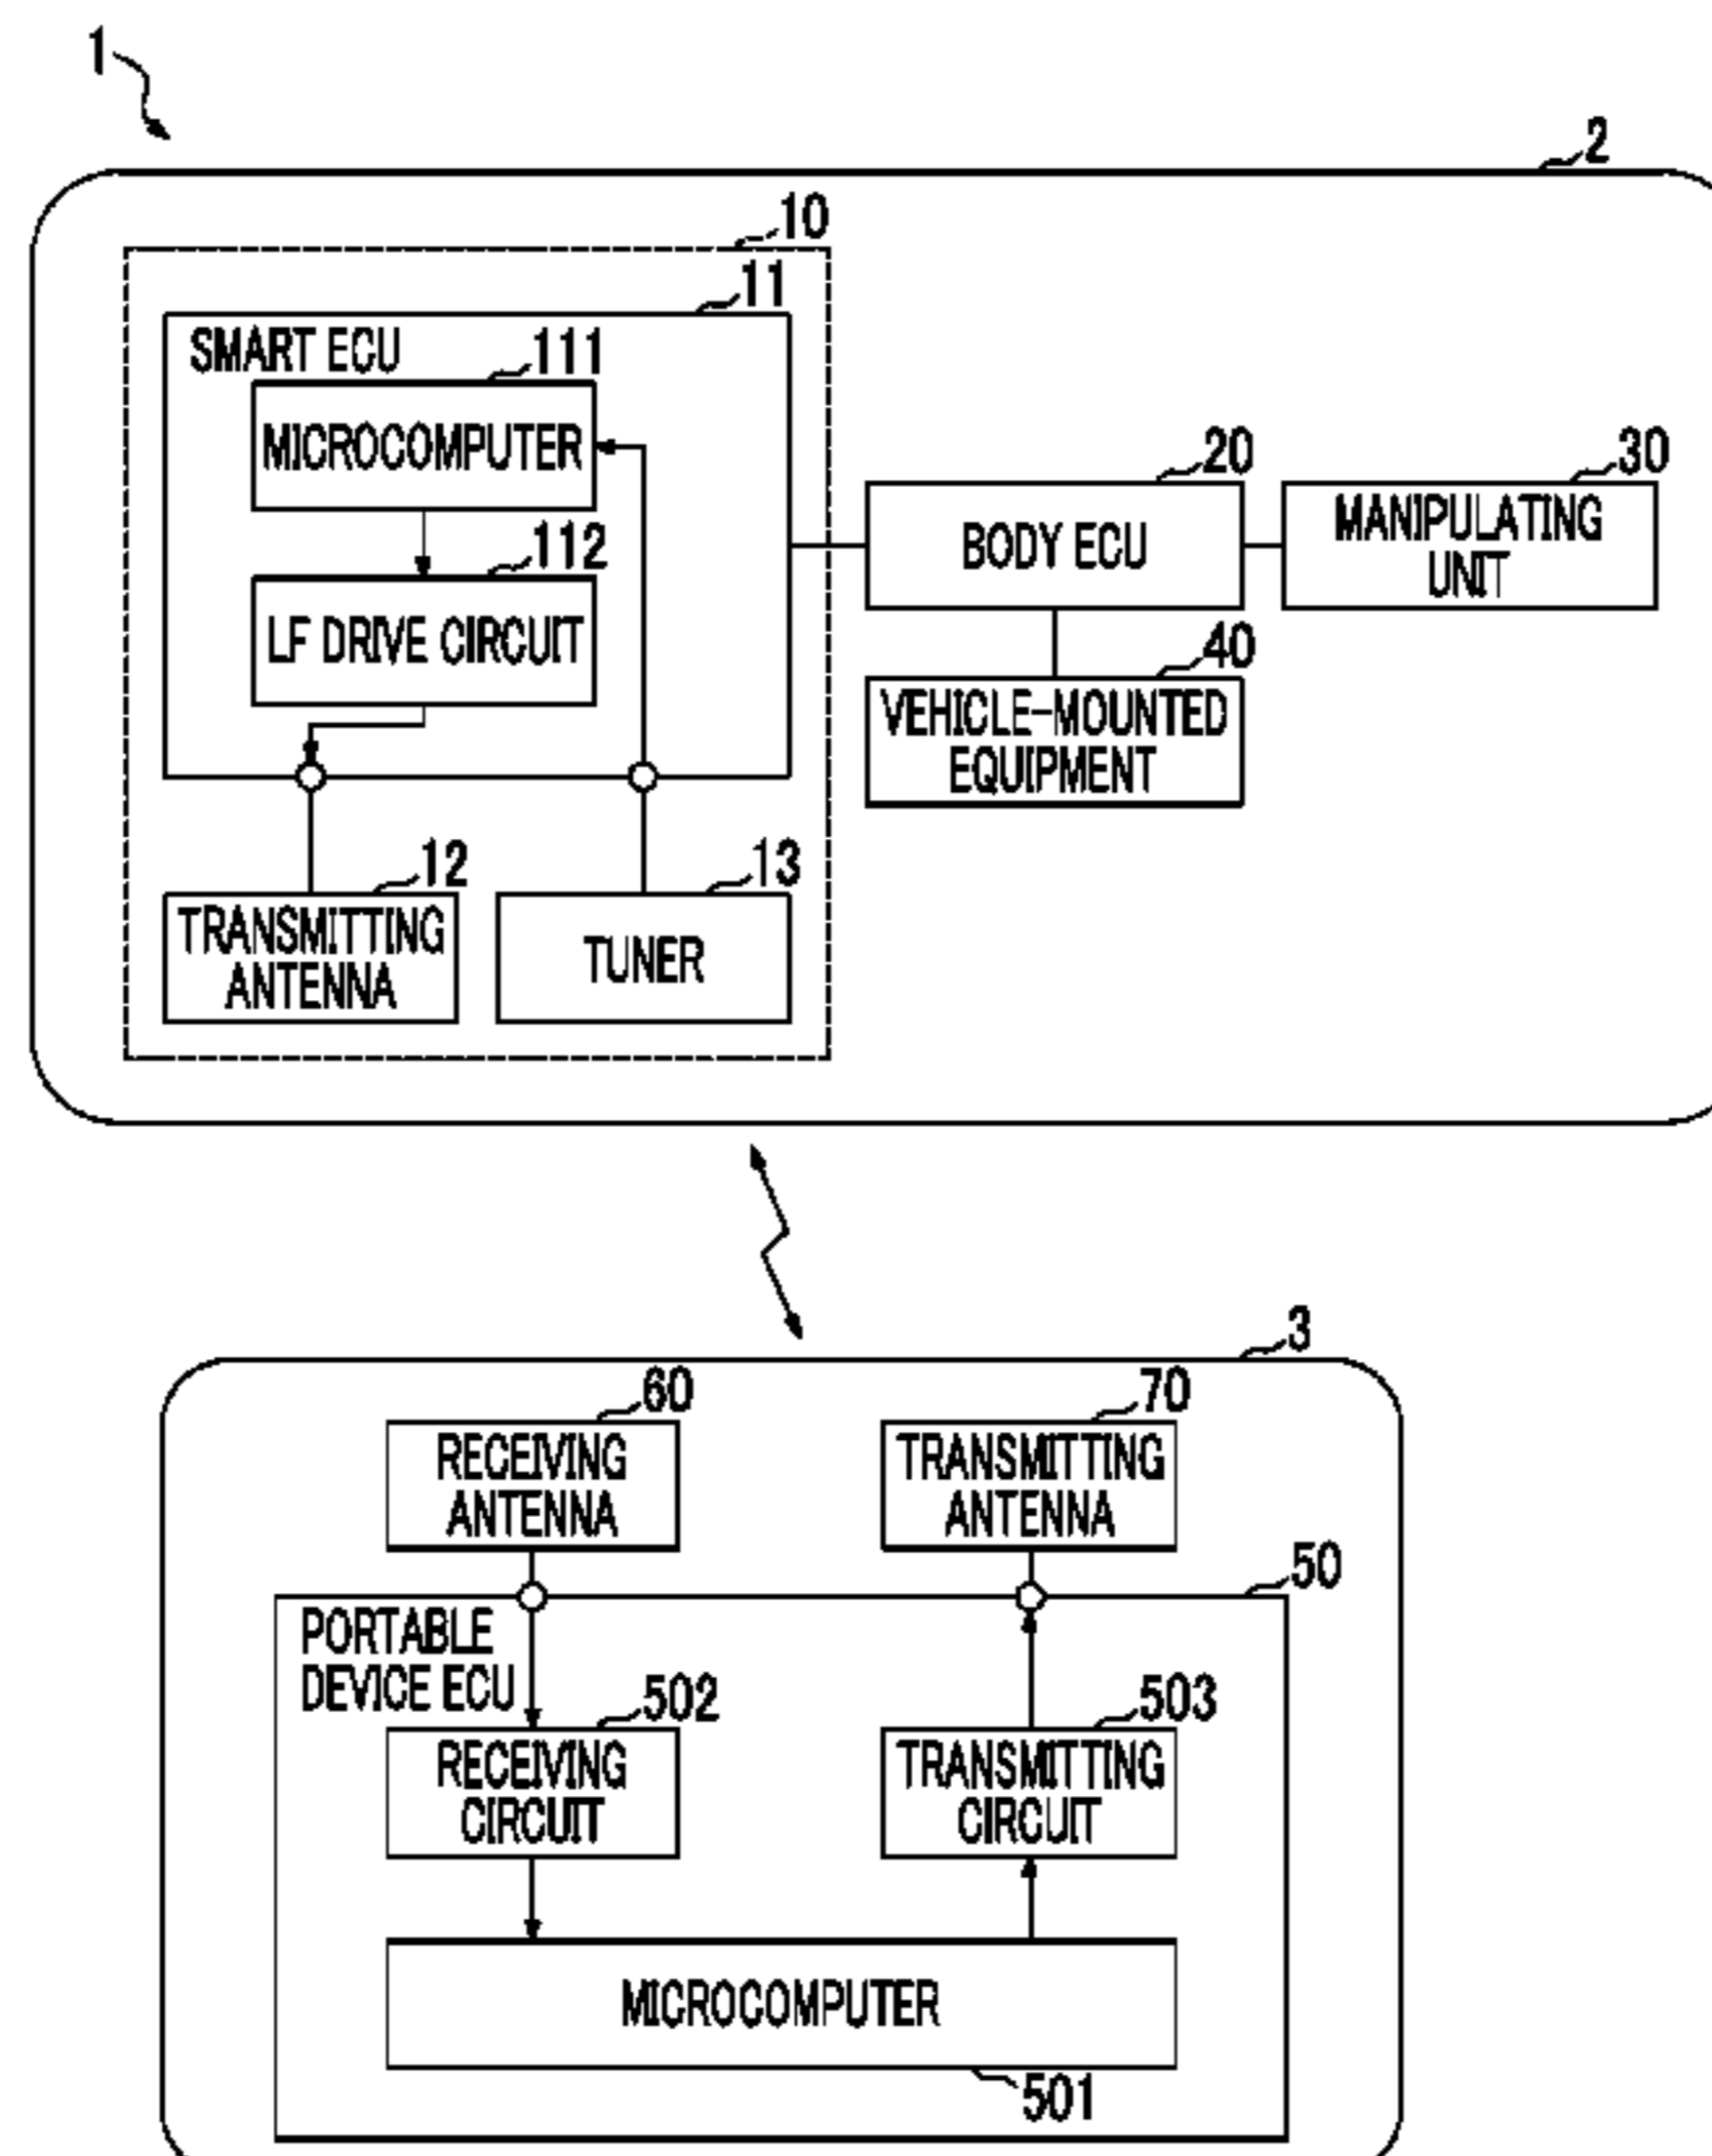 1
2
10
11
SMART ECU
111
MICROCOMPUTER
20
30
BODY ECU
MANIPULATING
UNIT
112
LF DRIVE CIRCUIT
40
VEHICLE-MOUNTED
EQUIPMENT
12
13
TRANSMITTING
ANTENNA
TUNER
3
60
70
RECEIVING
ANTENNA
TRANSMITTING
ANTENNA
50
PORTABLE
DEVICE ECU
502
503
RECEIVING
CIRCUIT
TRANSMITTING
CIRCUIT
MICROCOMPUTER
501